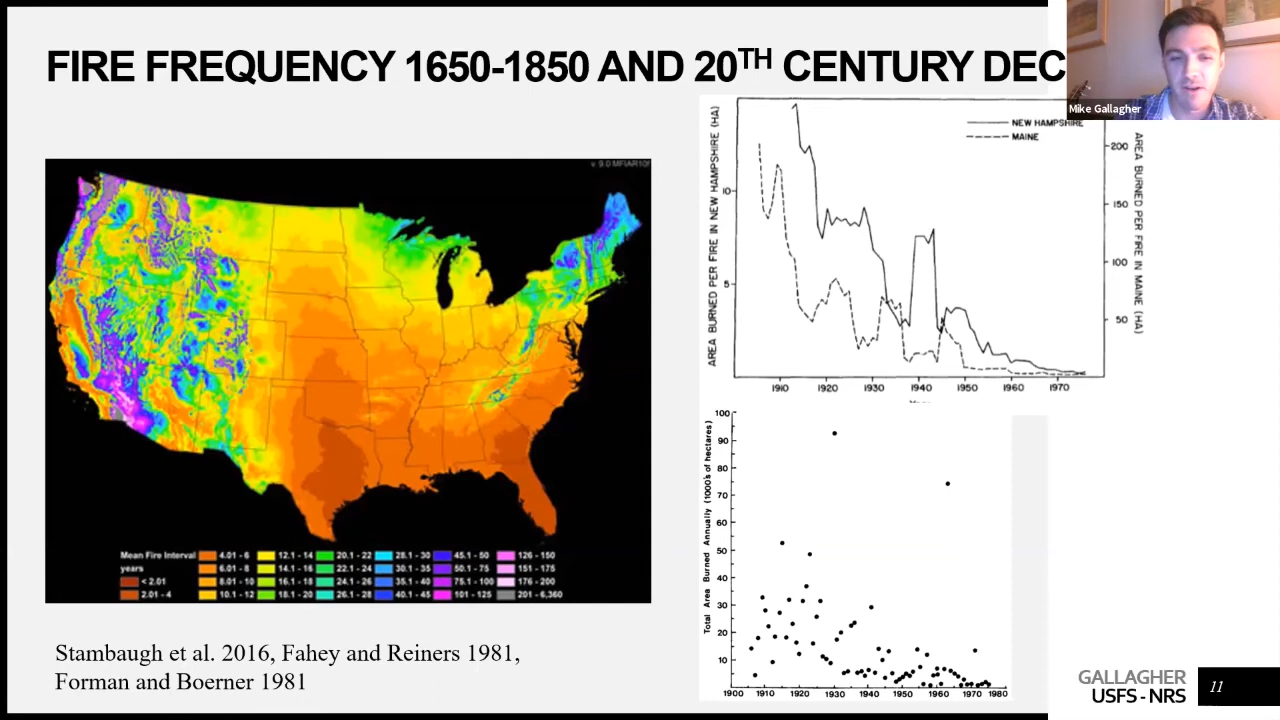 FIRE FREQUENCY 1650-1850 AND 20TH CENTURY DEC
Mike Gallagher
v. 9.0 MFIAR10f
Mean Fire Interval
years
< 2.01
2.01 - 4
4.01 - 6
6.01 - 8
8.01 - 10
10.1 - 12
12.1 - 14
14.1 - 16
16.1 - 18
18.1 - 20
20.1 - 22
22.1 - 24
24.1 - 26
26.1 - 28
28.1 - 30
30.1 - 35
35.1 - 40
40.1 - 45
45.1 - 50
50.1 - 75
75.1 - 100
101 - 125
126 - 150
151 - 175
176 - 200
201 - 6,360
AREA BURNED PER FIRE IN NEW HAMPSHIRE (HA)
10
5
NEW HAMPSHIRE
MAINE
200
150
100
50
AREA BURNED PER FIRE IN MAINE (HA)
1910 1920 1930 1940 1950 1960 1970
Total Area Burned Annually (1000's of hectares)
100
90
80
70
60
50
40
30
20
10
1900 1910 1920 1930 1940 1950 1960 1970 1980
Stambaugh et al. 2016, Fahey and Reiners 1981,
Forman and Boerner 1981
GALLAGHER
USFS - NRS
11